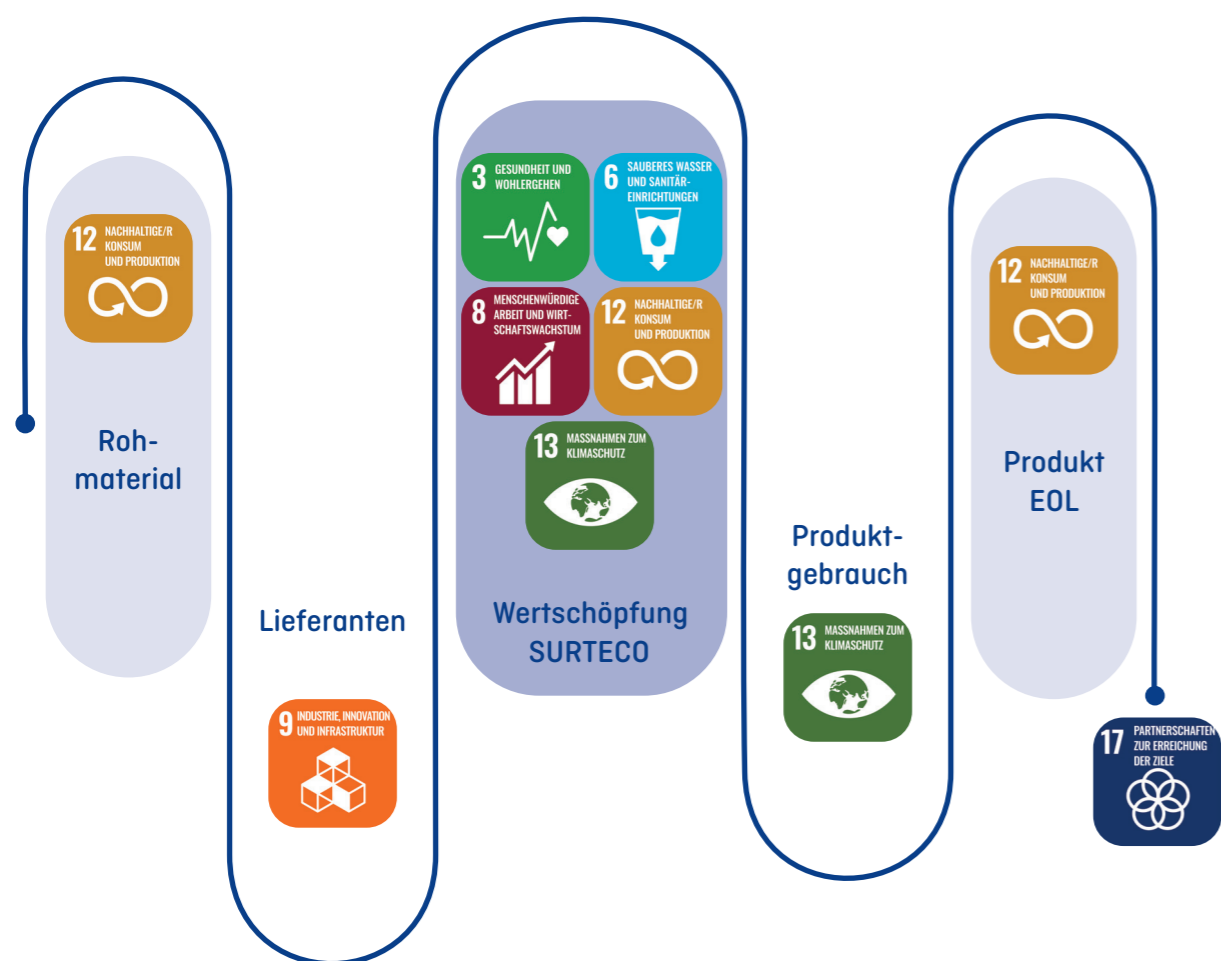 12 NACHHALTIGE/R
KONSUM
UND PRODUKTION
Roh-
material
Lieferanten
9 INDUSTRIE, INNOVATION
UND INFRASTRUKTUR
3 GESUNDHEIT UND
WOHLERGEHEN
6 SAUBERES WASSER
UND SANITÄR-
EINRICHTUNGEN
8 MENSCHENWÜRDIGE
ARBEIT UND WIRT-
SCHAFTSWACHSTUM
12 NACHHALTIGE/R
KONSUM
UND PRODUKTION
13 MASSNAHMEN ZUM
KLIMASCHUTZ
Wertschöpfung
SURTECO
Produkt-
gebrauch
13 MASSNAHMEN ZUM
KLIMASCHUTZ
12 NACHHALTIGE/R
KONSUM
UND PRODUKTION
Produkt
EOL
17 PARTNERSCHAFTEN
ZUR ERREICHUNG
DER ZIELE